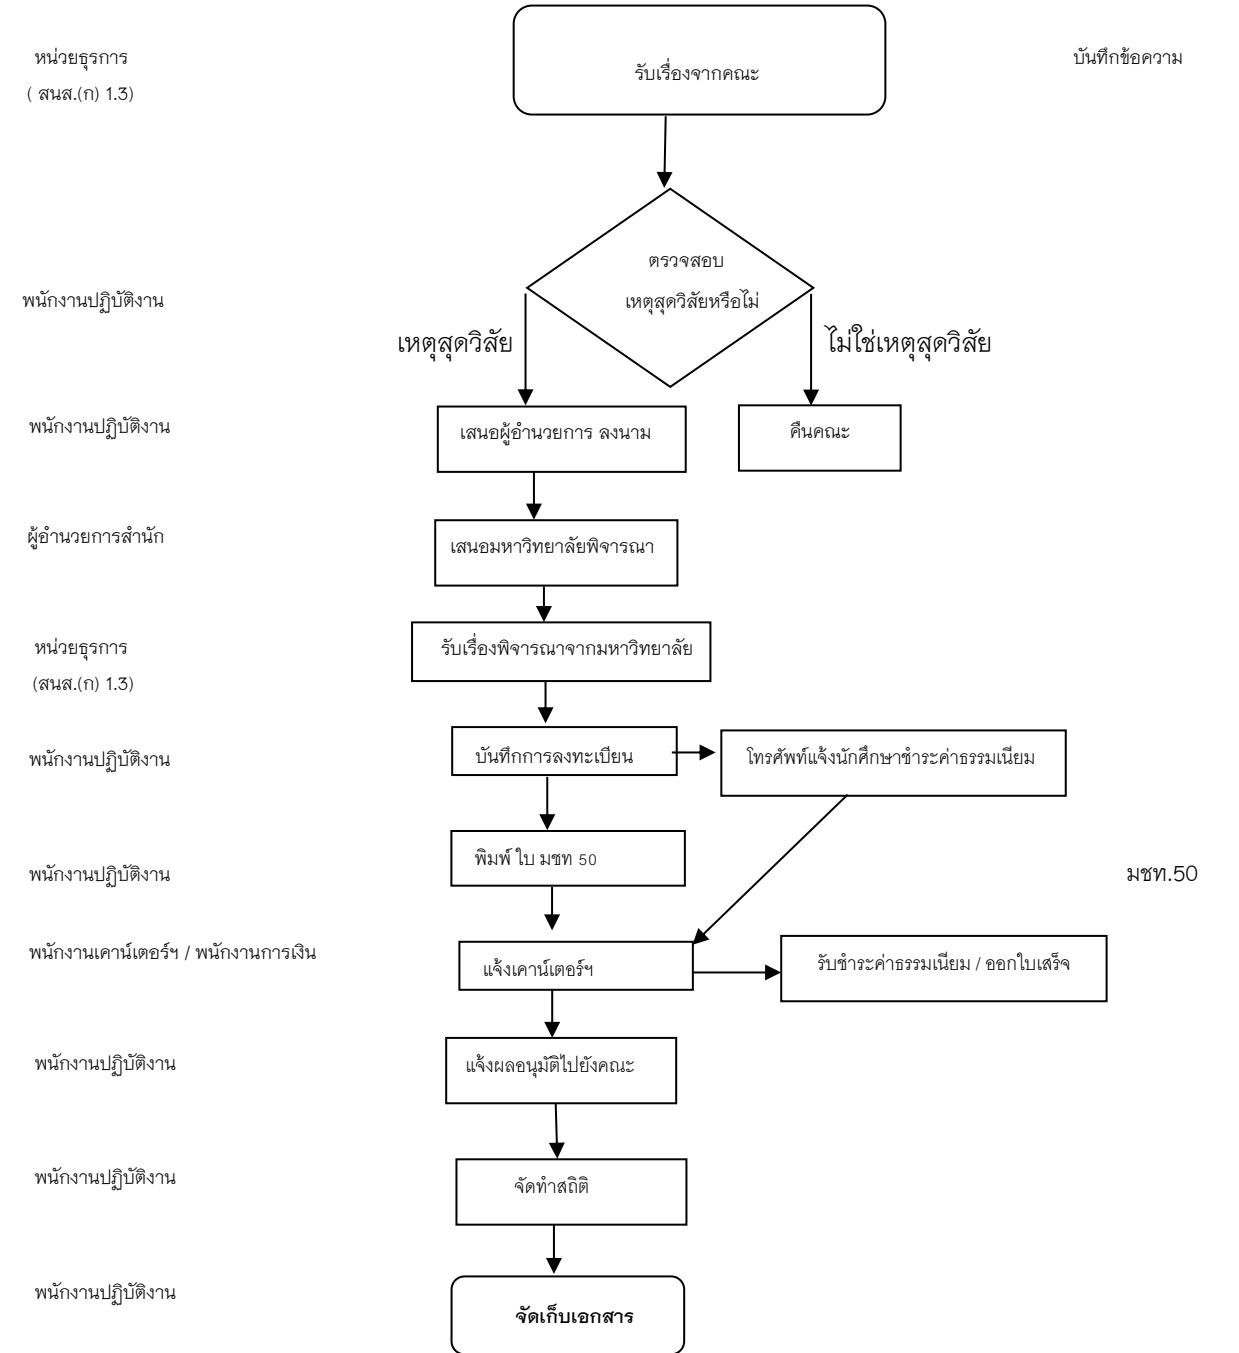 หน่วยธุรการ
( สนส.(ก) 1.3)
รับเรื่องจากคณะ
บันทึกข้อความ
พนักงานปฏิบัติงาน
ตรวจสอบ
เหตุสุดวิสัยหรือไม่
เหตุสุดวิสัย
ไม่ใช่เหตุสุดวิสัย
พนักงานปฏิบัติงาน
เสนอผู้อำนวยการ ลงนาม
คืนคณะ
ผู้อำนวยการสำนัก
เสนอมหาวิทยาลัยพิจารณา
หน่วยธุรการ
(สนส.(ก) 1.3)
รับเรื่องพิจารณาจากมหาวิทยาลัย
พนักงานปฏิบัติงาน
บันทึกการลงทะเบียน
โทรศัพท์แจ้งนักศึกษาชำระค่าธรรมเนียม
พนักงานปฏิบัติงาน
พิมพ์ ใบ มชท 50
มชท.50
พนักงานเคาน์เตอร์ฯ / พนักงานการเงิน
แจ้งเคาน์เตอร์ฯ
รับชำระค่าธรรมเนียม / ออกใบเสร็จ
พนักงานปฏิบัติงาน
แจ้งผลอนุมัติไปยังคณะ
พนักงานปฏิบัติงาน
จัดทำสถิติ
พนักงานปฏิบัติงาน
จัดเก็บเอกสาร